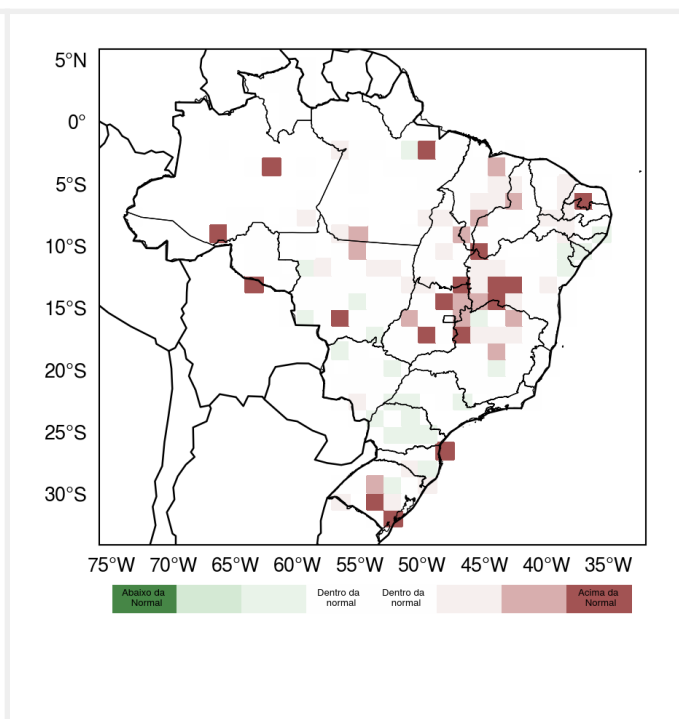 5°N
0°
5°S
10°S
15°S
20°S
25°S
30°S
75°W 70°W 65°W 60°W 55°W 50°W 45°W 40°W 35°W
Abaixo da Dentro da Dentro da Acima da
Normal normal normal Normal